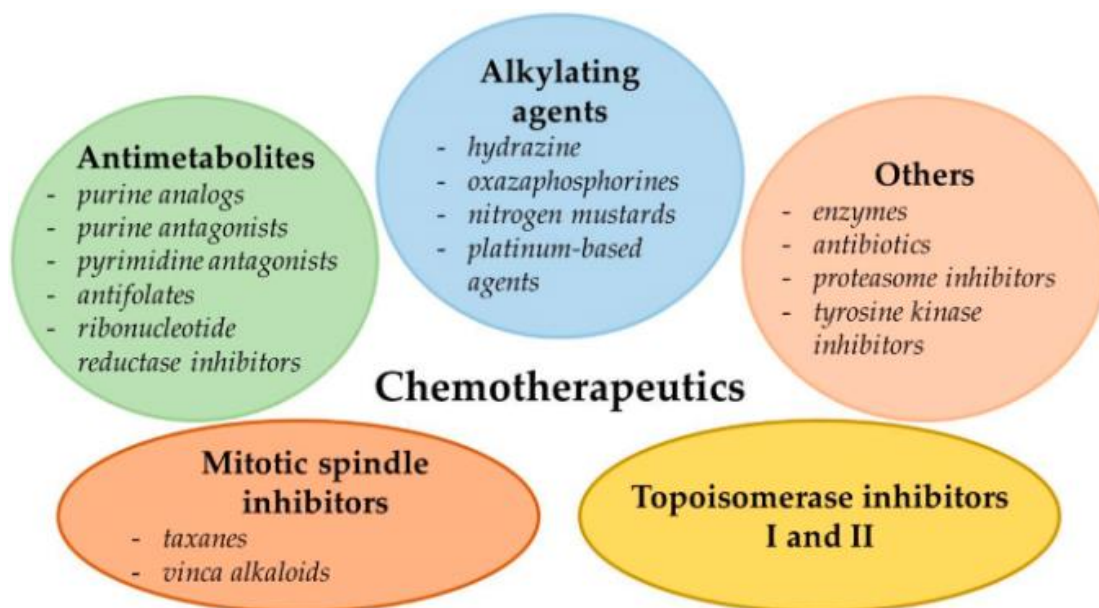 Alkylating
agents
- hydrazine
- oxazaphosphorines
- nitrogen mustards
- platinum-based
agents
Antimetabolites
- purine analogs
- purine antagonists
- pyrimidine antagonists
- antifolates
- ribonucleotide
reductase inhibitors
Others
- enzymes
- antibiotics
- proteasome inhibitors
- tyrosine kinase
inhibitors
Chemotherapeutics
Mitotic spindle
inhibitors
- taxanes
- vinca alkaloids
Topoisomerase inhibitors
I and II